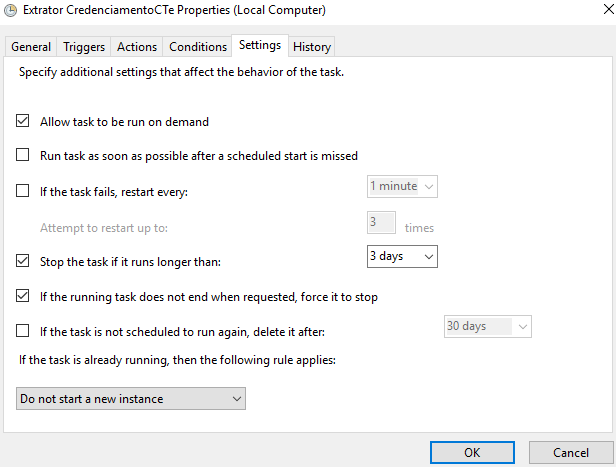 Extrator CredenciamentoCTe Properties (Local Computer)
General Triggers Actions Conditions Settings History
Specify additional settings that affect the behavior of the task.
Allow task to be run on demand
Run task as soon as possible after a scheduled start is missed
If the task fails, restart every: 1 minute
Attempt to restart up to: 3 times
Stop the task if it runs longer than: 3 days
If the running task does not end when requested, force it to stop
If the task is not scheduled to run again, delete it after: 30 days
If the task is already running, then the following rule applies:
Do not start a new instance
OK Cancel